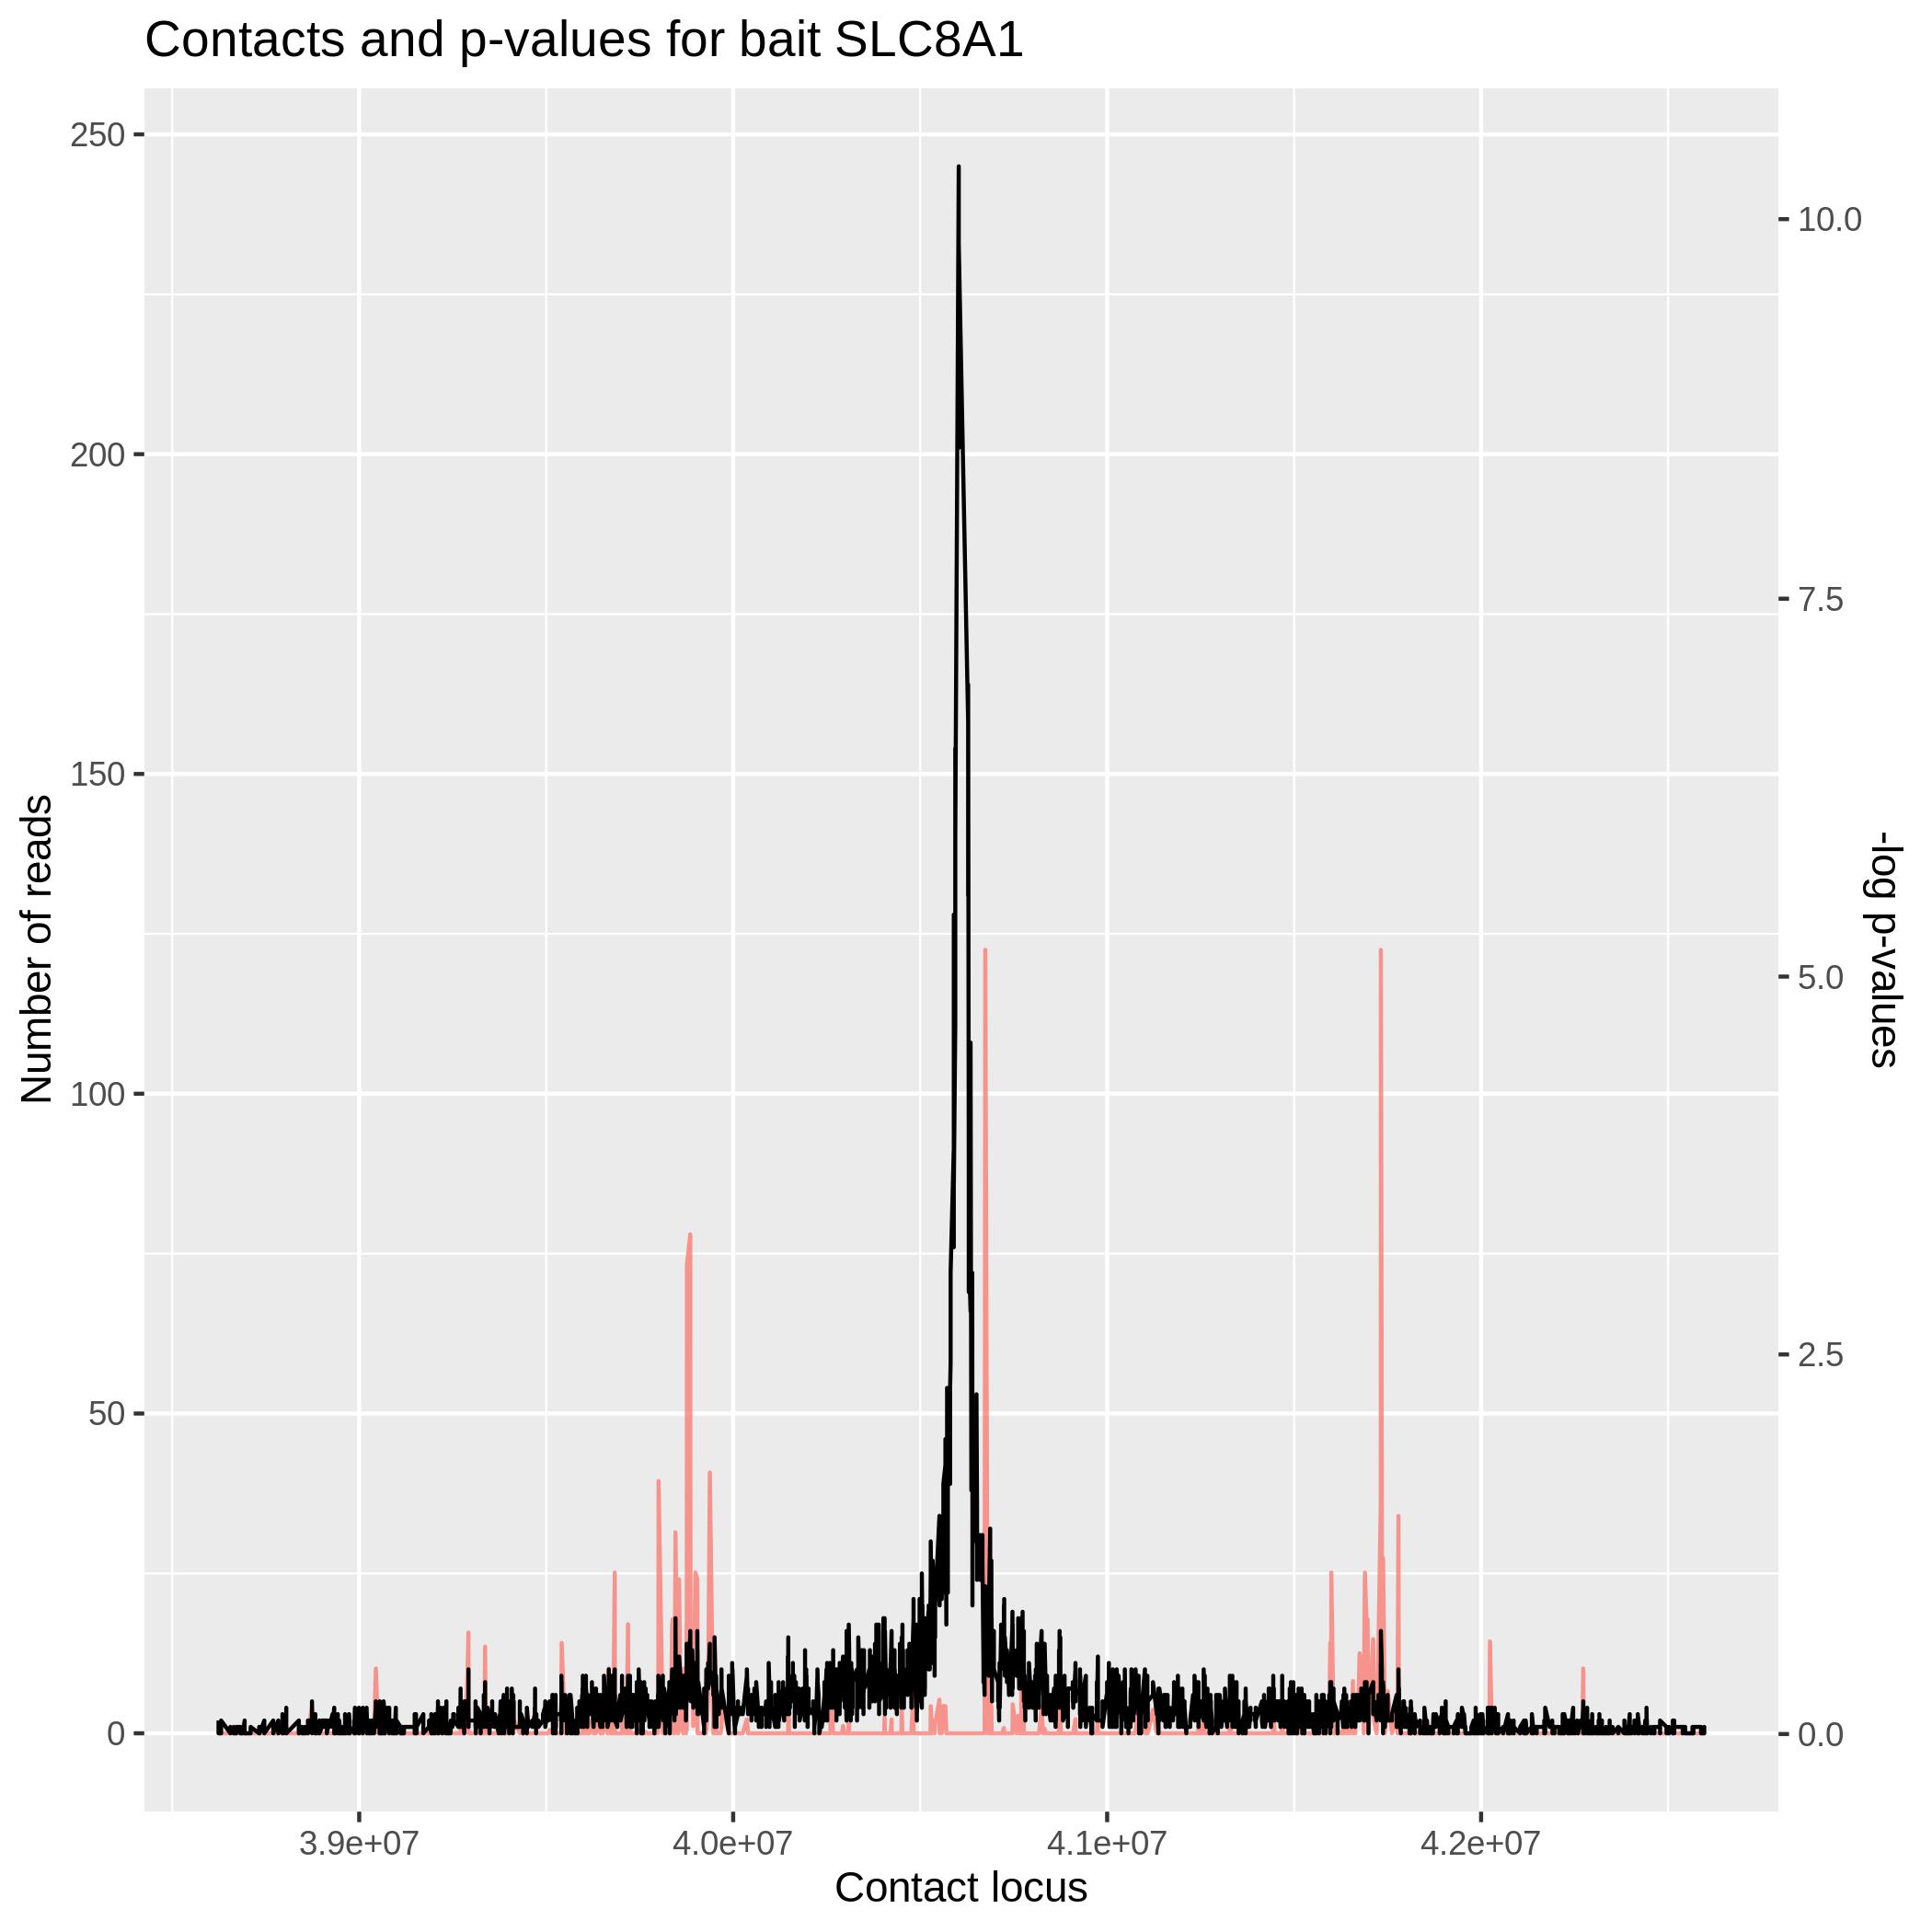 Contacts and p-values for bait SLC8A1
250
200
150
100
50
0
Number of reads
10.0
7.5
5.0
2.5
0.0
-log p-values
3.9e+07
4.0e+07
4.1e+07
4.2e+07
Contact locus